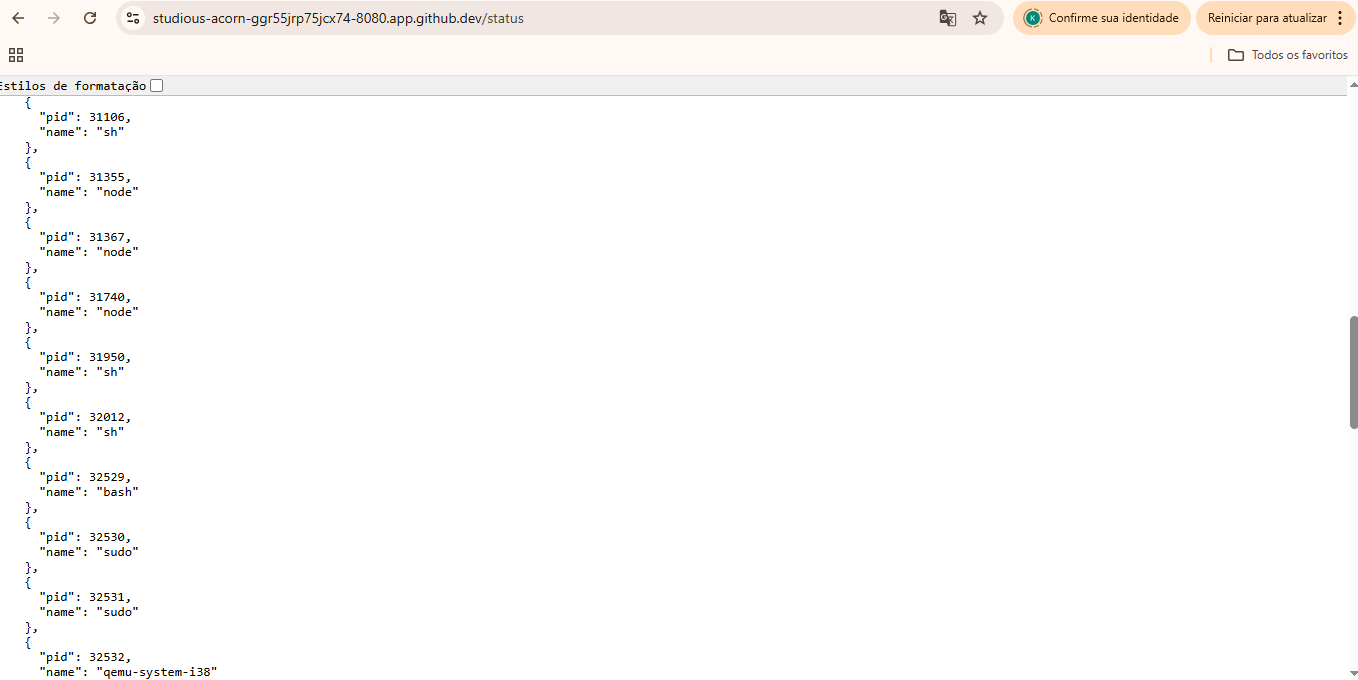 studious-acorn-ggr55jrp75jcx74-8080.app.github.dev/status
K
Confirme sua identidade
Reiniciar para atualizar
Todos os favoritos
Estilos de formatação
{
"pid": 31106,
"name": "sh"
},
{
"pid": 31355,
"name": "node"
},
{
"pid": 31367,
"name": "node"
},
{
"pid": 31740,
"name": "node"
},
{
"pid": 31950,
"name": "sh"
},
{
"pid": 32012,
"name": "sh"
},
{
"pid": 32529,
"name": "bash"
},
{
"pid": 32530,
"name": "sudo"
},
{
"pid": 32531,
"name": "sudo"
},
{
"pid": 32532,
"name": "qemu-system-i38"